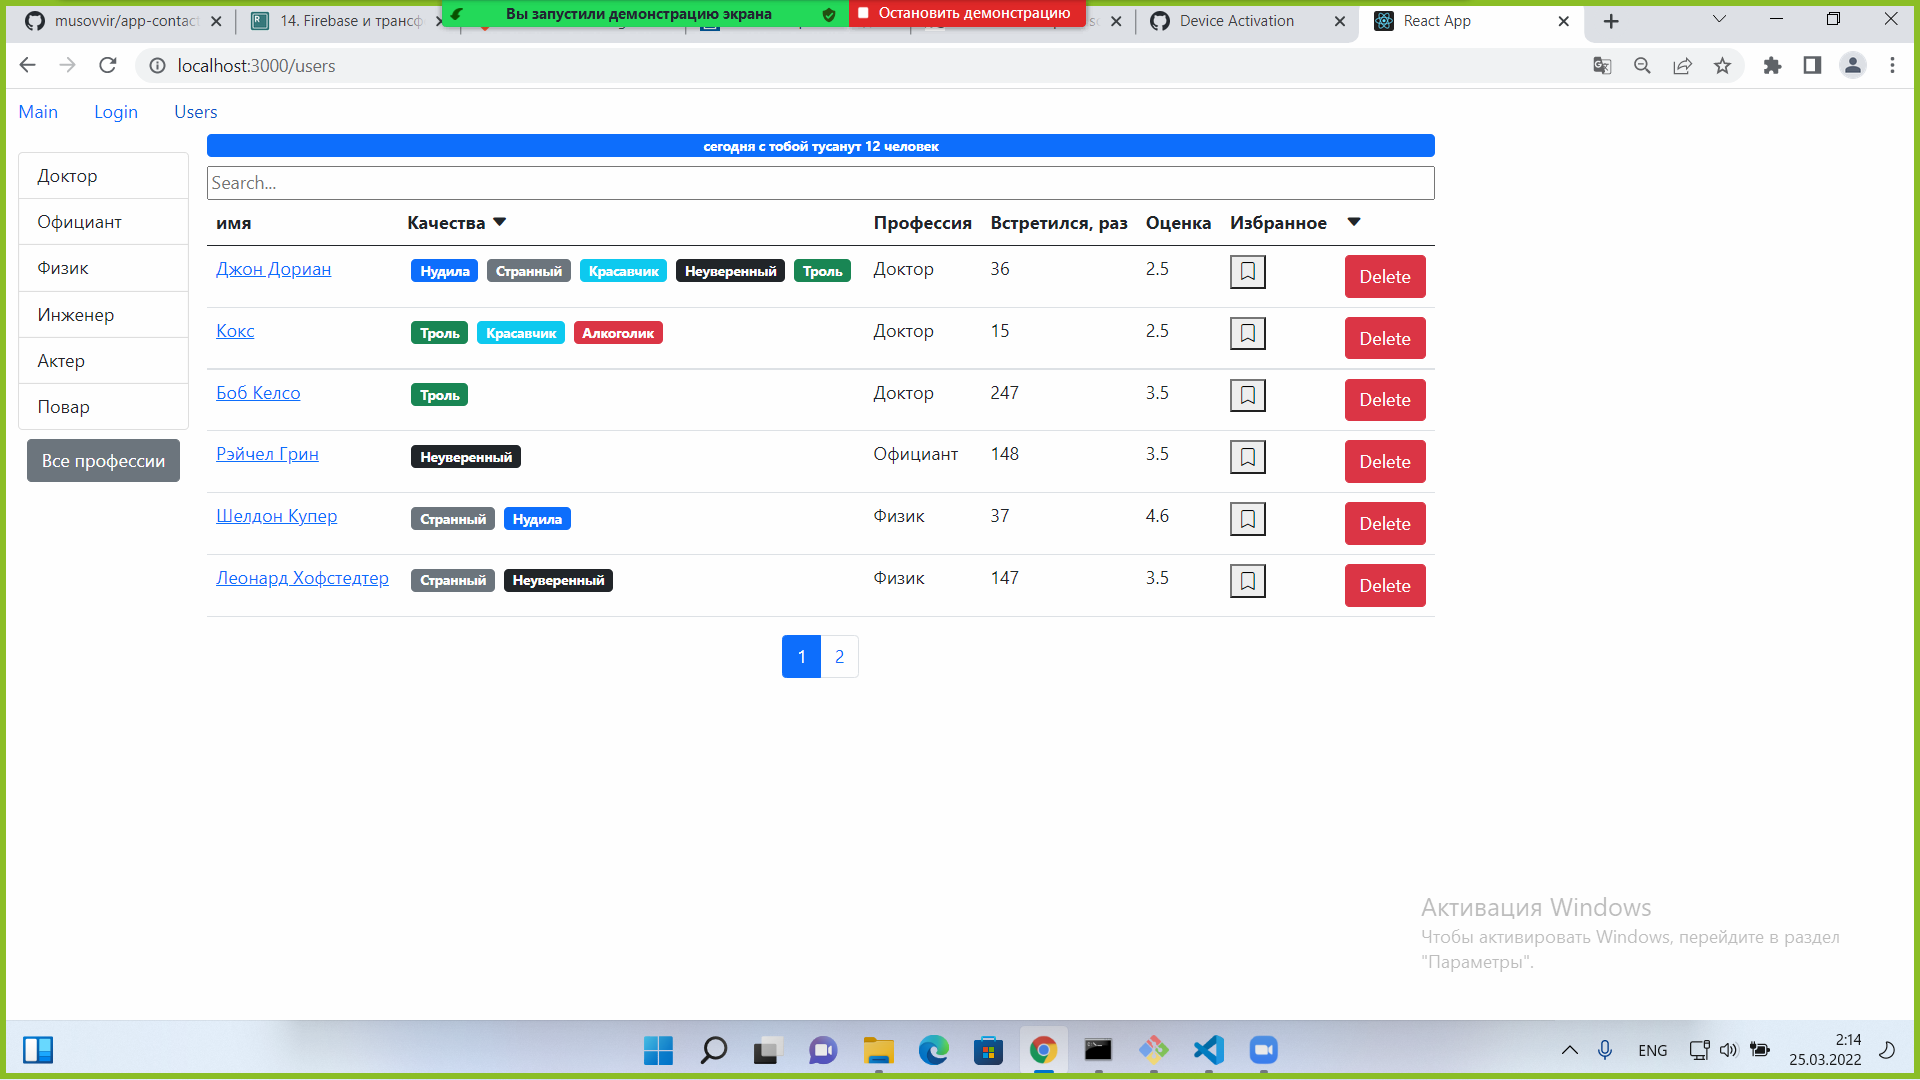 musovvir/app-contact
14. Firebase и трансф
Вы запустили демонстрацию экрана
Остановить демонстрацию
Device Activation
React App
localhost:3000/users
Main Login Users
сегодня с тобой тусанут 12 человек
Search...
Доктор
Официант
Физик
Инженер
Актер
Повар
Все профессии
имя Качества Профессия Встретился, раз Оценка Избранное
Джон Дориан Нудила Странный Красавчик Неуверенный Троль Доктор 36 2.5 Delete
Кокс Троль Красавчик Алкоголик Доктор 15 2.5 Delete
Боб Келсо Троль Доктор 247 3.5 Delete
Рэйчел Грин Неуверенный Официант 148 3.5 Delete
Шелдон Купер Странный Нудила Физик 37 4.6 Delete
Леонард Хофстедтер Странный Неуверенный Физик 147 3.5 Delete
1 2
Активация Windows
Чтобы активировать Windows, перейдите в раздел
"Параметры".
ENG
2:14
25.03.2022